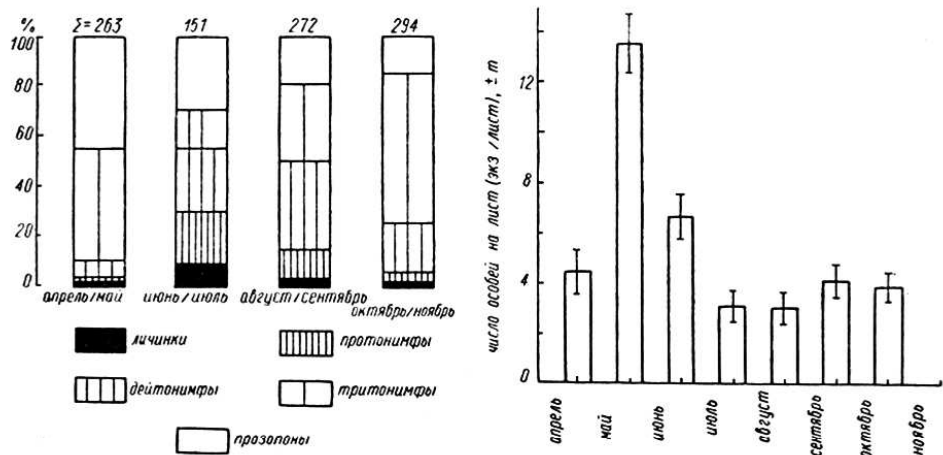 % Σ=263 151 272 294
100
80
60
40
20
0
апрель/май июнь/июль август/сентябрь октябрь/ноябрь
личинки протонимфы
дейтонимфы тритонимфы
прозопоны
число особей на лист (экз/лист), ± m
12
8
4
0
апрель май июнь июль август сентябрь октябрь ноябрь